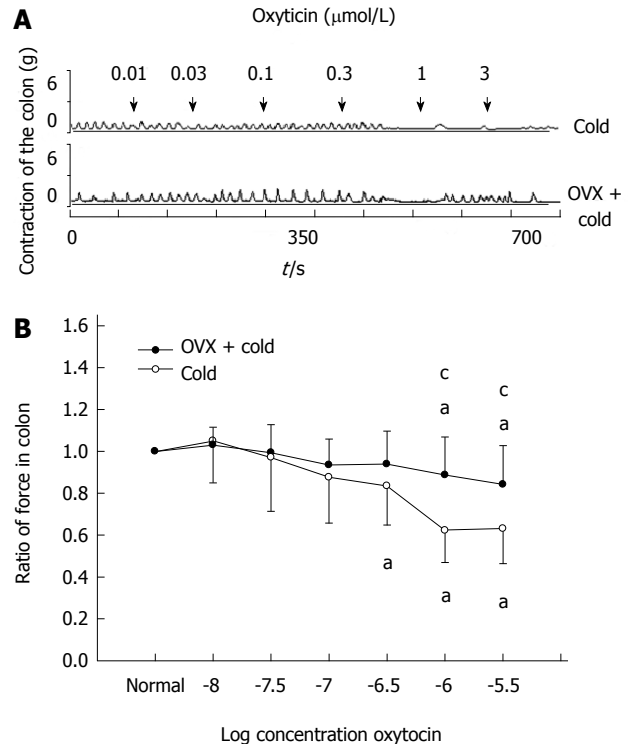 A
Oxyticin (μmol/L)
Contraction of the colon (g)
0.01 0.03 0.1 0.3 1 3
6
0
Cold
6
0
OVX + cold
0 350 700
t/s
B
Ratio of force in colon
1.6
1.4
1.2
1.0
0.8
0.6
0.4
0.2
0.0
OVX + cold
Cold
c c
a a
a a a
Normal -8 -7.5 -7 -6.5 -6 -5.5
Log concentration oxytocin